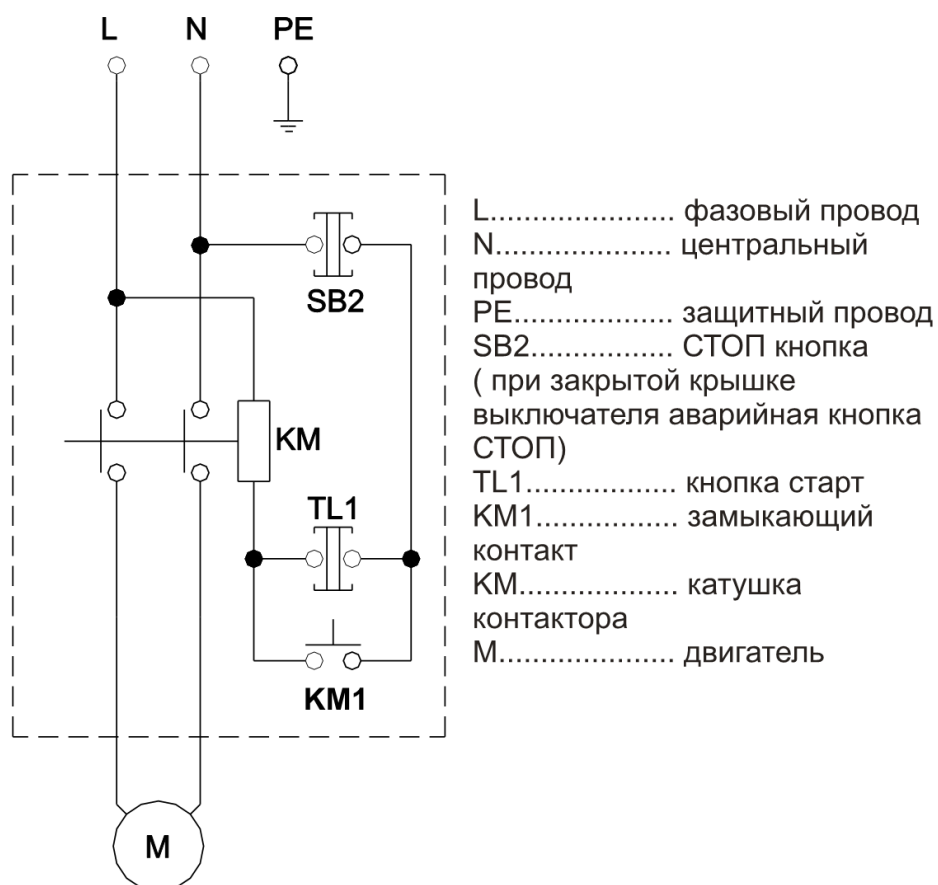 L N PE
SB2
KM
TL1
KM1
M
L...................... фазовый провод
N..................... центральный
провод
PE................... защитный провод
SB2................. СТОП кнопка
( при закрытой крышке
выключателя аварийная кнопка
СТОП)
TL1.................. кнопка старт
KM1................. замыкающий
контакт
KM................... катушка
контактора
M..................... двигатель